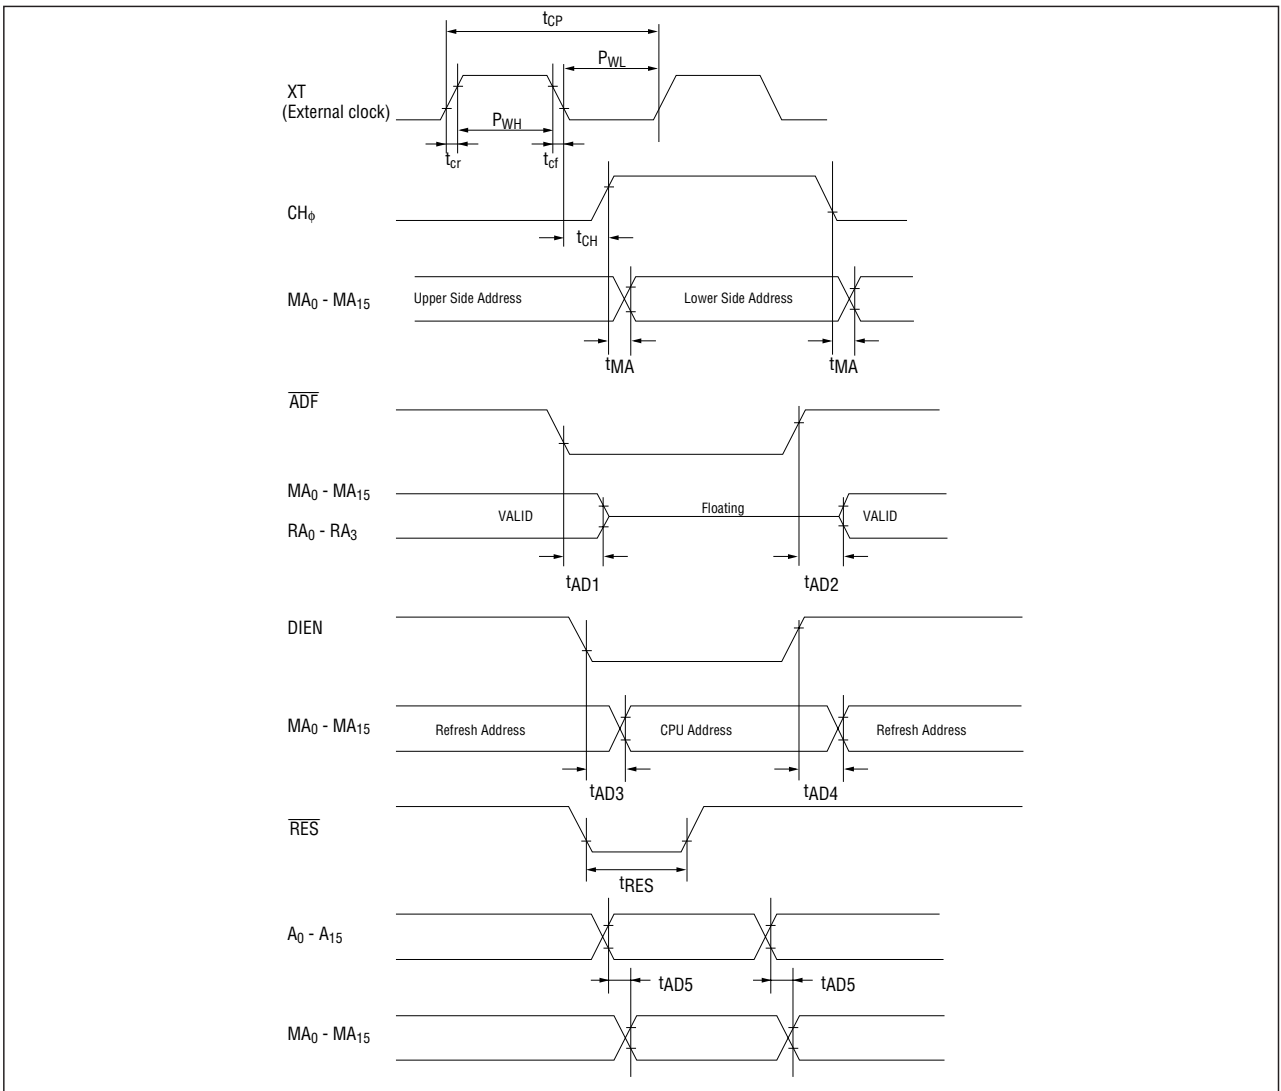 tCP
PWL
XT
(External clock)
PWH
tcr
tcf
CHϕ
tCH
MA0 - MA15
Upper Side Address
Lower Side Address
tMA
tMA
ADF
MA0 - MA15
Floating
VALID
VALID
RA0 - RA3
tAD1
tAD2
DIEN
MA0 - MA15
Refresh Address
CPU Address
Refresh Address
tAD3
tAD4
RES
tRES
A0 - A15
tAD5
tAD5
MA0 - MA15